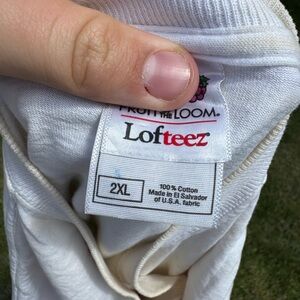 FRUIT OF THE LOOM.
Lofteez
2XL
100% Cotton
Made in El Salvador
of U.S.A. fabric